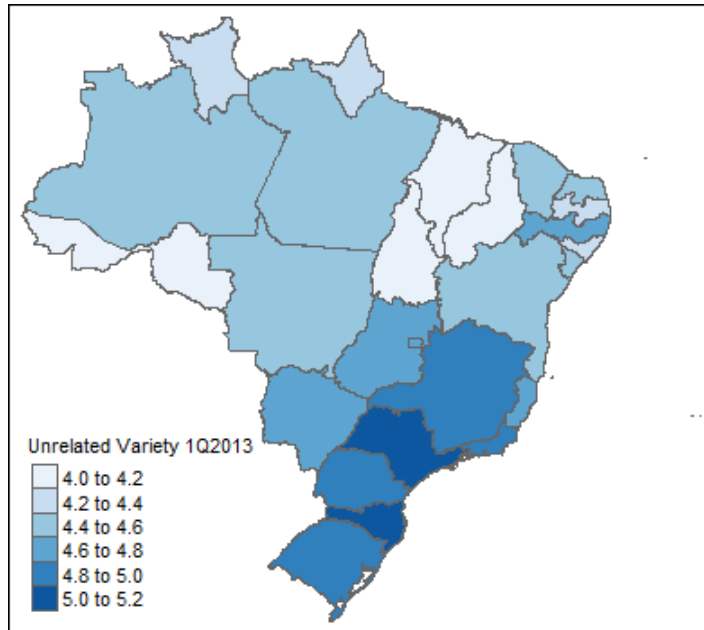 Unrelated Variety 1Q2013
4.0 to 4.2
4.2 to 4.4
4.4 to 4.6
4.6 to 4.8
4.8 to 5.0
5.0 to 5.2